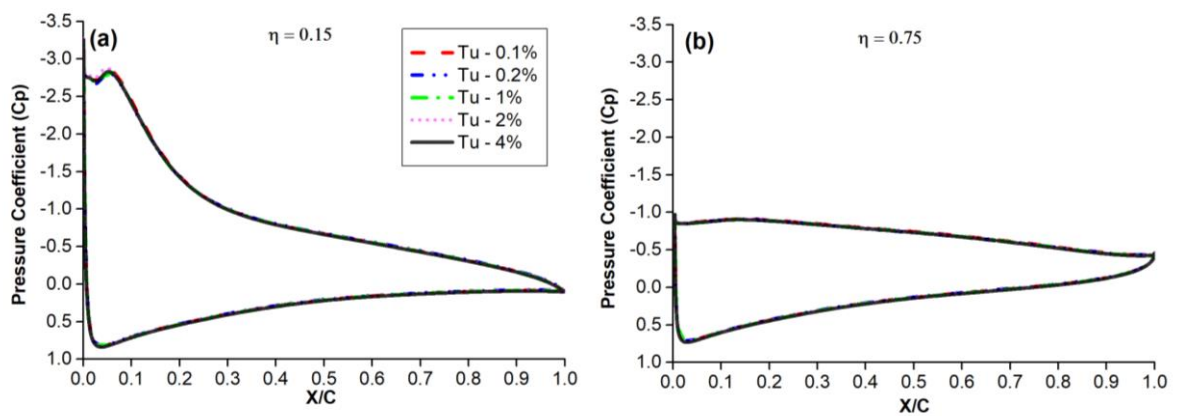 (a)
η = 0.15
Tu - 0.1%
Tu - 0.2%
Tu - 1%
Tu - 2%
Tu - 4%
Pressure Coefficient (Cp)
-3.5
-3.0
-2.5
-2.0
-1.5
-1.0
-0.5
0.0
0.5
1.0
0.0 0.1 0.2 0.3 0.4 0.5 0.6 0.7 0.8 0.9 1.0
X/C
(b)
η = 0.75
Pressure Coefficient (Cp)
-3.5
-3.0
-2.5
-2.0
-1.5
-1.0
-0.5
0.0
0.5
1.0
0.0 0.1 0.2 0.3 0.4 0.5 0.6 0.7 0.8 0.9 1.0
X/C